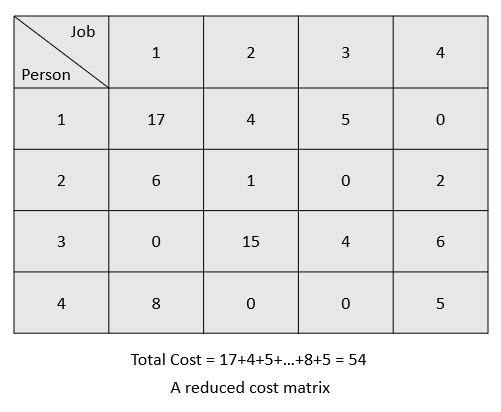 Job
Person
1 2 3 4
1 17 4 5 0
2 6 1 0 2
3 0 15 4 6
4 8 0 0 5
Total Cost = 17+4+5+...+8+5 = 54
A reduced cost matrix